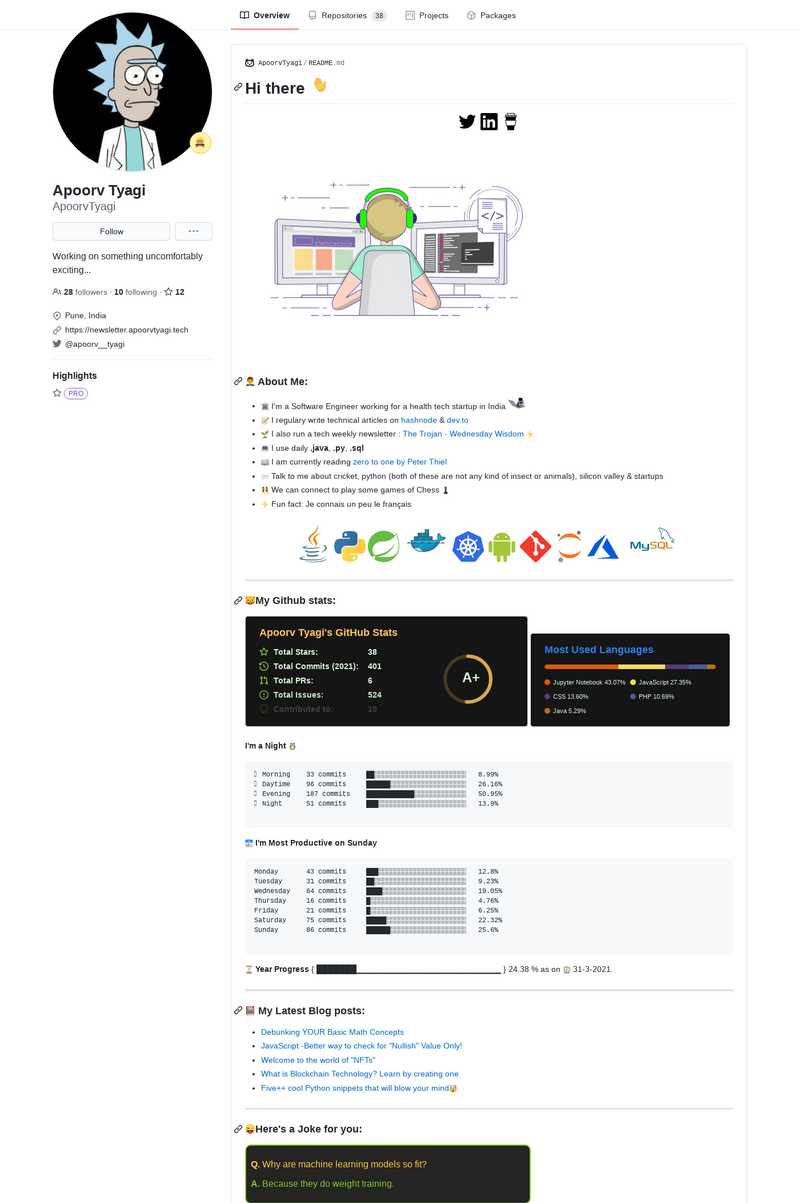 Overview
Repositories 38
Projects
Packages
Apoorv Tyagi
ApoorvTyagi
Follow
Working on something uncomfortably
exciting...
28 followers · 10 following · 12
Pune, India
https://newsletter.apoorvtyagi.tech
@apoorv__tyagi
Highlights
PRO
ApoorvTyagi / README.md
Hi there 👋
</>
About Me:
I'm a Software Engineer working for a health tech startup in India
I regulary write technical articles on hashnode & dev.to
I also run a tech weekly newsletter : The Trojan - Wednesday Wisdom ⚡
I use daily .java, .py, .sql
I am currently reading zero to one by Peter Thiel
Talk to me about cricket, python (both of these are not any kind of insect or animals), silicon valley & startups
We can connect to play some games of Chess ♟
⚡ Fun fact: Je connais un peu le français
Java
MySQL
My Github stats:
Apoorv Tyagi's GitHub Stats
Total Stars: 38
Total Commits (2021): 401
Total PRs: 6
Total Issues: 524
Contributed to: 10
A+
Most Used Languages
Jupyter Notebook 43.07% JavaScript 27.35%
CSS 13.60% PHP 10.69%
Java 5.29%
I'm a Night 🦉
Morning 33 commits 8.99%
Daytime 96 commits 26.16%
Evening 187 commits 50.95%
Night 51 commits 13.9%
I'm Most Productive on Sunday
Monday 43 commits 12.8%
Tuesday 31 commits 9.23%
Wednesday 64 commits 19.05%
Thursday 16 commits 4.76%
Friday 21 commits 6.25%
Saturday 75 commits 22.32%
Sunday 86 commits 25.6%
⏳ Year Progress { ███████▁▁▁▁▁▁▁▁▁▁▁▁▁▁▁▁▁▁▁▁▁▁▁ } 24.38 % as on ⏰ 31-3-2021.
My Latest Blog posts:
Debunking YOUR Basic Math Concepts
JavaScript -Better way to check for "Nullish" Value Only!
Welcome to the world of "NFTs"
What is Blockchain Technology? Learn by creating one
Five++ cool Python snippets that will blow your mind🤯
Here's a Joke for you:
Q. Why are machine learning models so fit?
A. Because they do weight training.